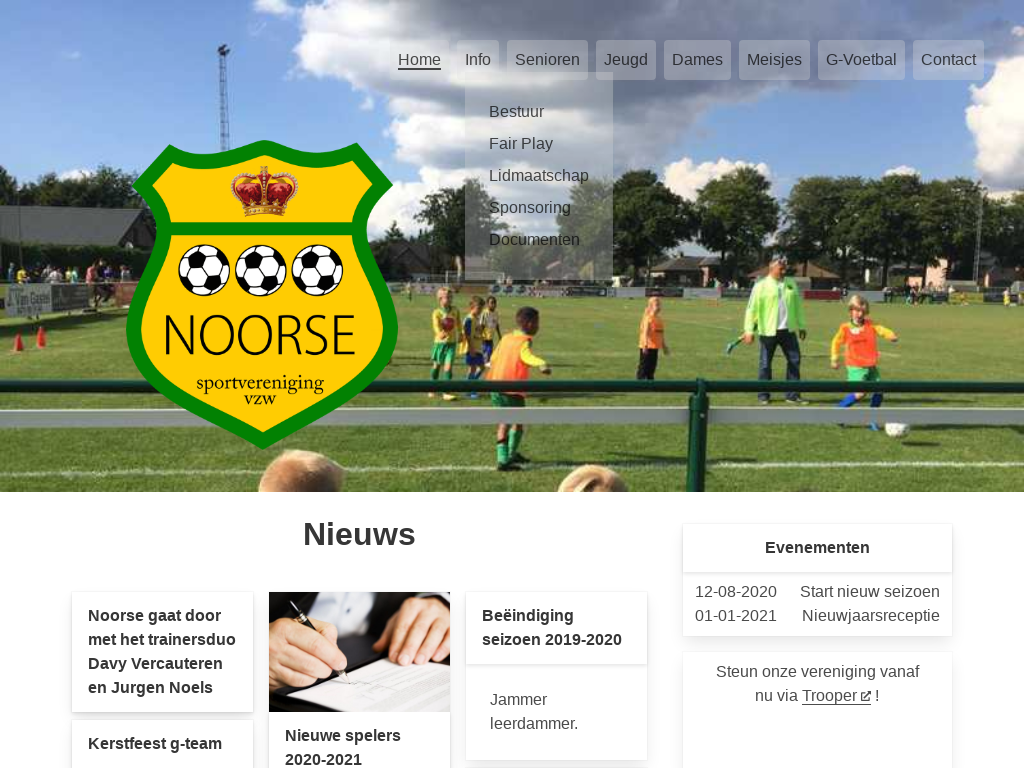 Home Info Senioren Jeugd Dames Meisjes G-Voetbal Contact
Bestuur
Fair Play
Lidmaatschap
Sponsoring
Documenten
NOORSE
sportvereniging
vzw
Nieuws
Noorse gaat door
met het trainersduo
Davy Vercauteren
en Jurgen Noels
Kerstfeest g-team
Nieuwe spelers
2020-2021
Beëindiging
seizoen 2019-2020
Jammer
leerdammer.
Evenementen
12-08-2020 Start nieuw seizoen
01-01-2021 Nieuwjaarsreceptie
Steun onze vereniging vanaf
nu via Trooper !